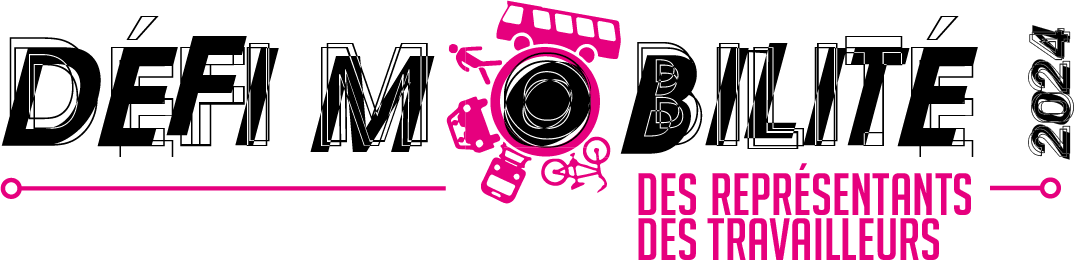 DÉFI MOBILITÉ 2024
DES REPRÉSENTANTS
DES TRAVAILLEURS